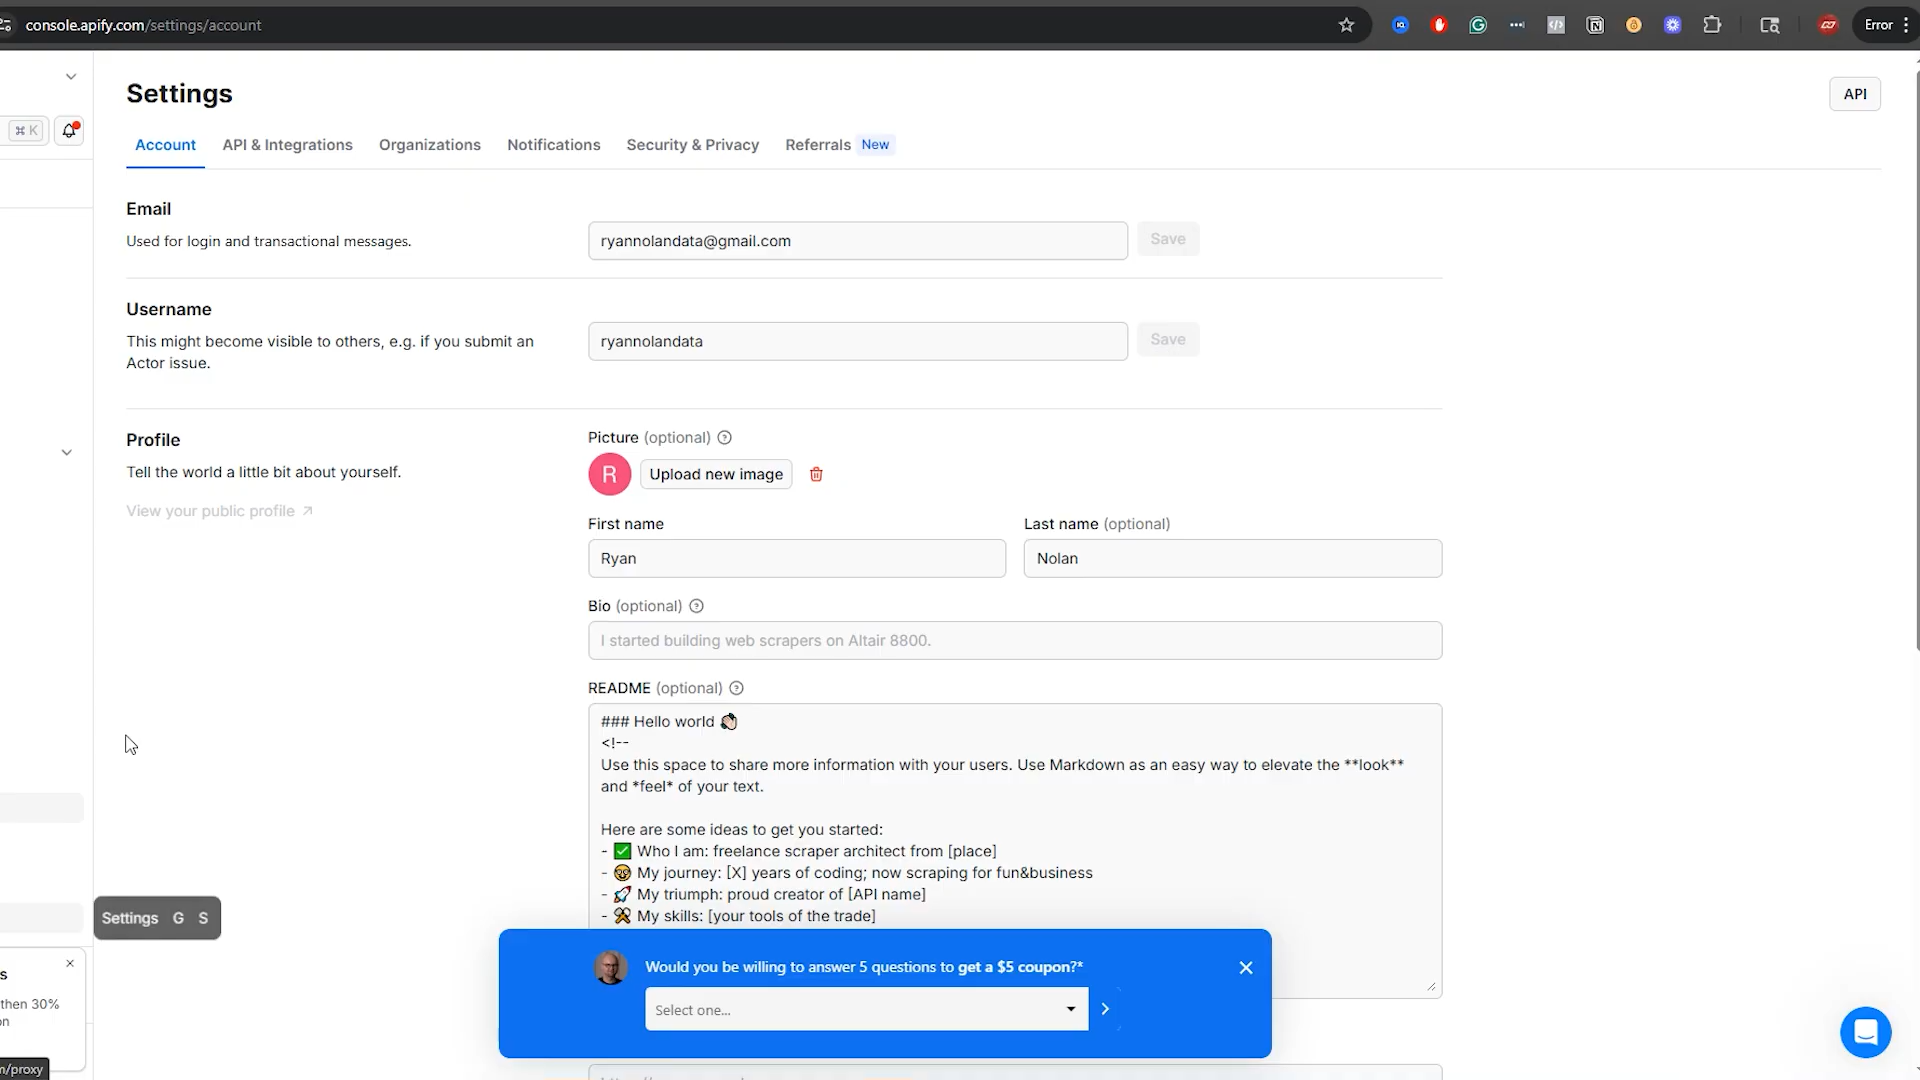 console.apify.com/settings/account
Error
Settings
API
⌘ K
Account API & Integrations Organizations Notifications Security & Privacy Referrals New
Email
Used for login and transactional messages.
ryannolandata@gmail.com
Save
Username
This might become visible to others, e.g. if you submit an
Actor issue.
ryannolandata
Save
Profile
Tell the world a little bit about yourself.
View your public profile
Picture (optional)
R
Upload new image
First name
Last name (optional)
Ryan
Nolan
Bio (optional)
I started building web scrapers on Altair 8800.
README (optional)
### Hello world 👋🏻
<!--
Use this space to share more information with your users. Use Markdown as an easy way to elevate the **look**
and *feel* of your text.
Here are some ideas to get you started:
- ✅ Who I am: freelance scraper architect from [place]
- 🤓 My journey: [X] years of coding; now scraping for fun&business
- 🚀 My triumph: proud creator of [API name]
- 🛠 My skills: [your tools of the trade]
Settings G S
s
then 30%
on
m/proxy
Would you be willing to answer 5 questions to get a $5 coupon?*
Select one...